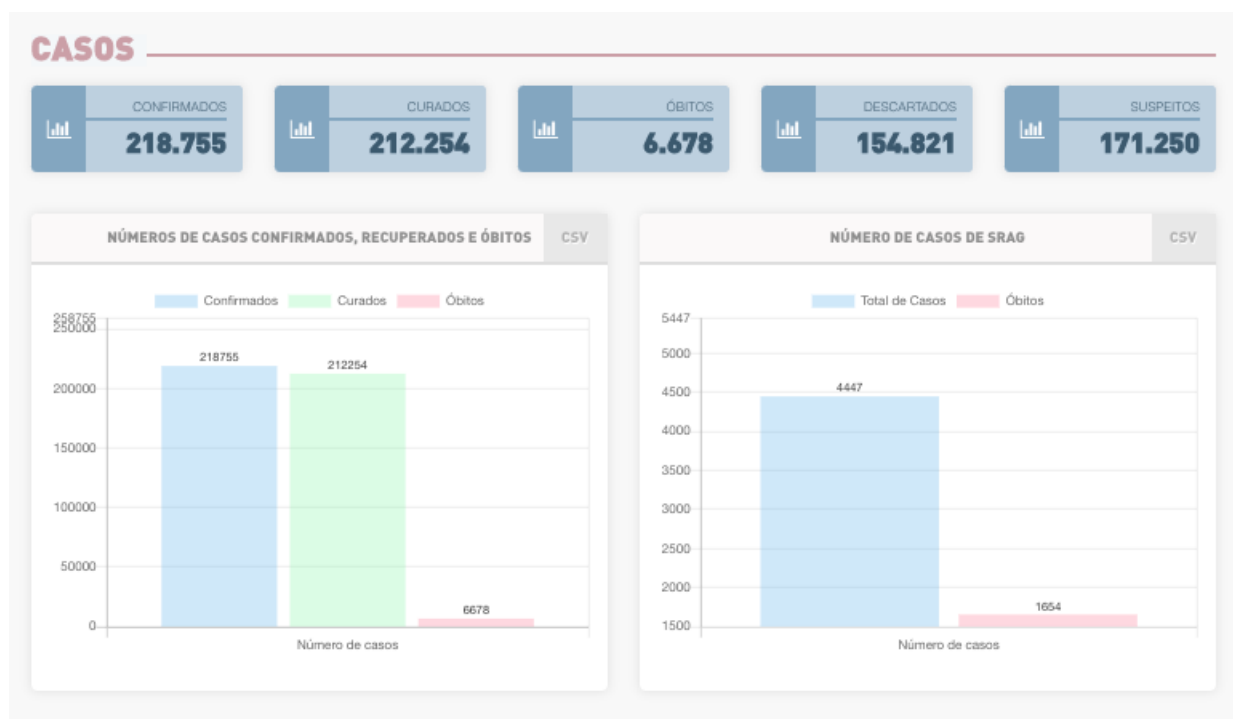 CASOS
CONFIRMADOS
218.755
CURADOS
212.254
ÓBITOS
6.678
DESCARTADOS
154.821
SUSPEITOS
171.250
NÚMEROS DE CASOS CONFIRMADOS, RECUPERADOS E ÓBITOS
CSV
Confirmados Curados Óbitos
258755
250000
200000
150000
100000
50000
0
218755
212254
6678
Número de casos
NÚMERO DE CASOS DE SRAG
CSV
Total de Casos Óbitos
5447
5000
4500
4000
3500
3000
2500
2000
1500
4447
1654
Número de casos